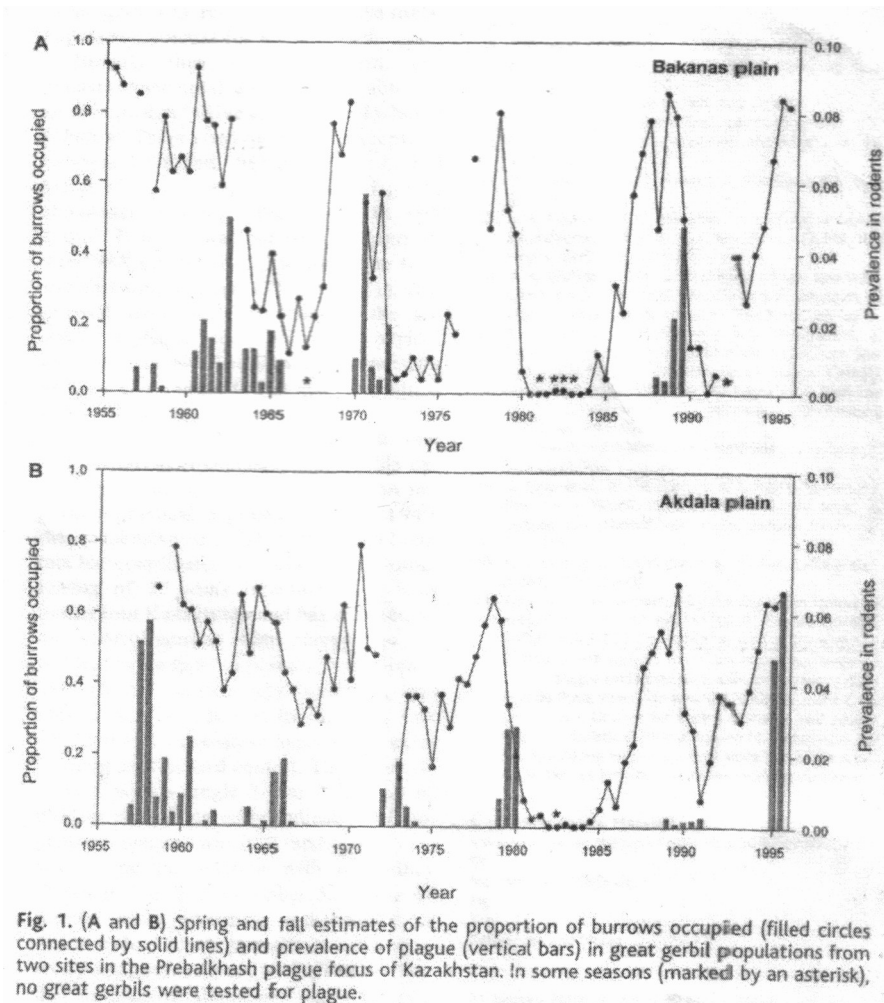 A
Bakanas plain
1.0
0.8
0.6
0.4
0.2
0.0
Proportion of burrows occupied
0.10
0.08
0.06
0.04
0.02
0.00
Prevalence in rodents
*
* * * *
*
1955 1960 1965 1970 1975 1980 1985 1990 1995
Year
B
Akdala plain
1.0
0.8
0.6
0.4
0.2
0.0
Proportion of burrows occupied
0.10
0.08
0.06
0.04
0.02
0.00
Prevalence in rodents
*
1955 1960 1965 1970 1975 1980 1985 1990 1995
Year
Fig. 1. (A and B) Spring and fall estimates of the proportion of burrows occupied (filled circles
connected by solid lines) and prevalence of plague (vertical bars) in great gerbil populations from
two sites in the Prebalkhash plague focus of Kazakhstan. In some seasons (marked by an asterisk),
no great gerbils were tested for plague.